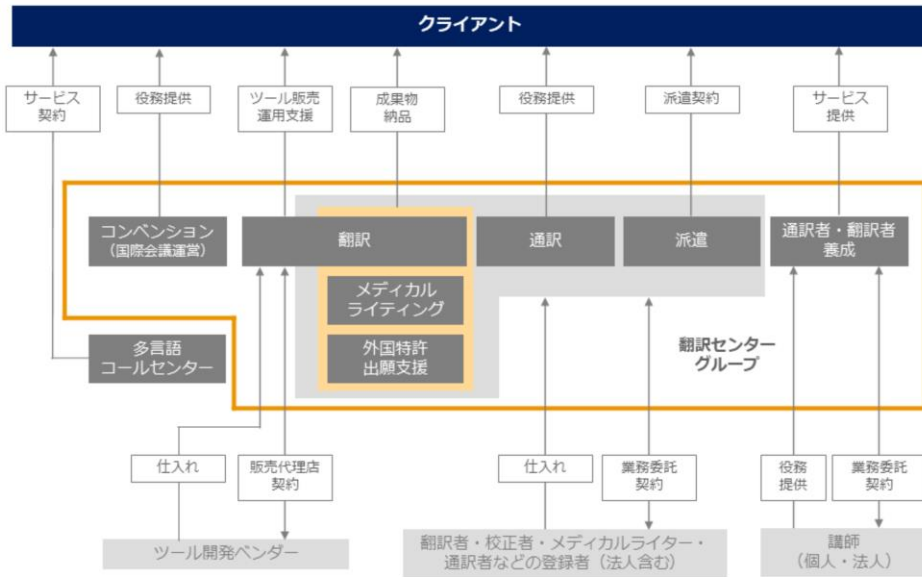 クライアント
サービス
契約
役務提供
ツール販売
運用支援
成果物
納品
役務提供
派遣契約
サービス
提供
コンベンション
（国際会議運営）
翻訳
通訳
派遣
通訳者・翻訳者
養成
メディカル
ライティング
多言語
コールセンター
外国特許
出願支援
翻訳センター
グループ
仕入れ
販売代理店
契約
仕入れ
業務委託
契約
役務
提供
業務委託
契約
ツール開発ベンダー
翻訳者・校正者・メディカルライター・
通訳者などの登録者（法人含む）
講師
（個人・法人）